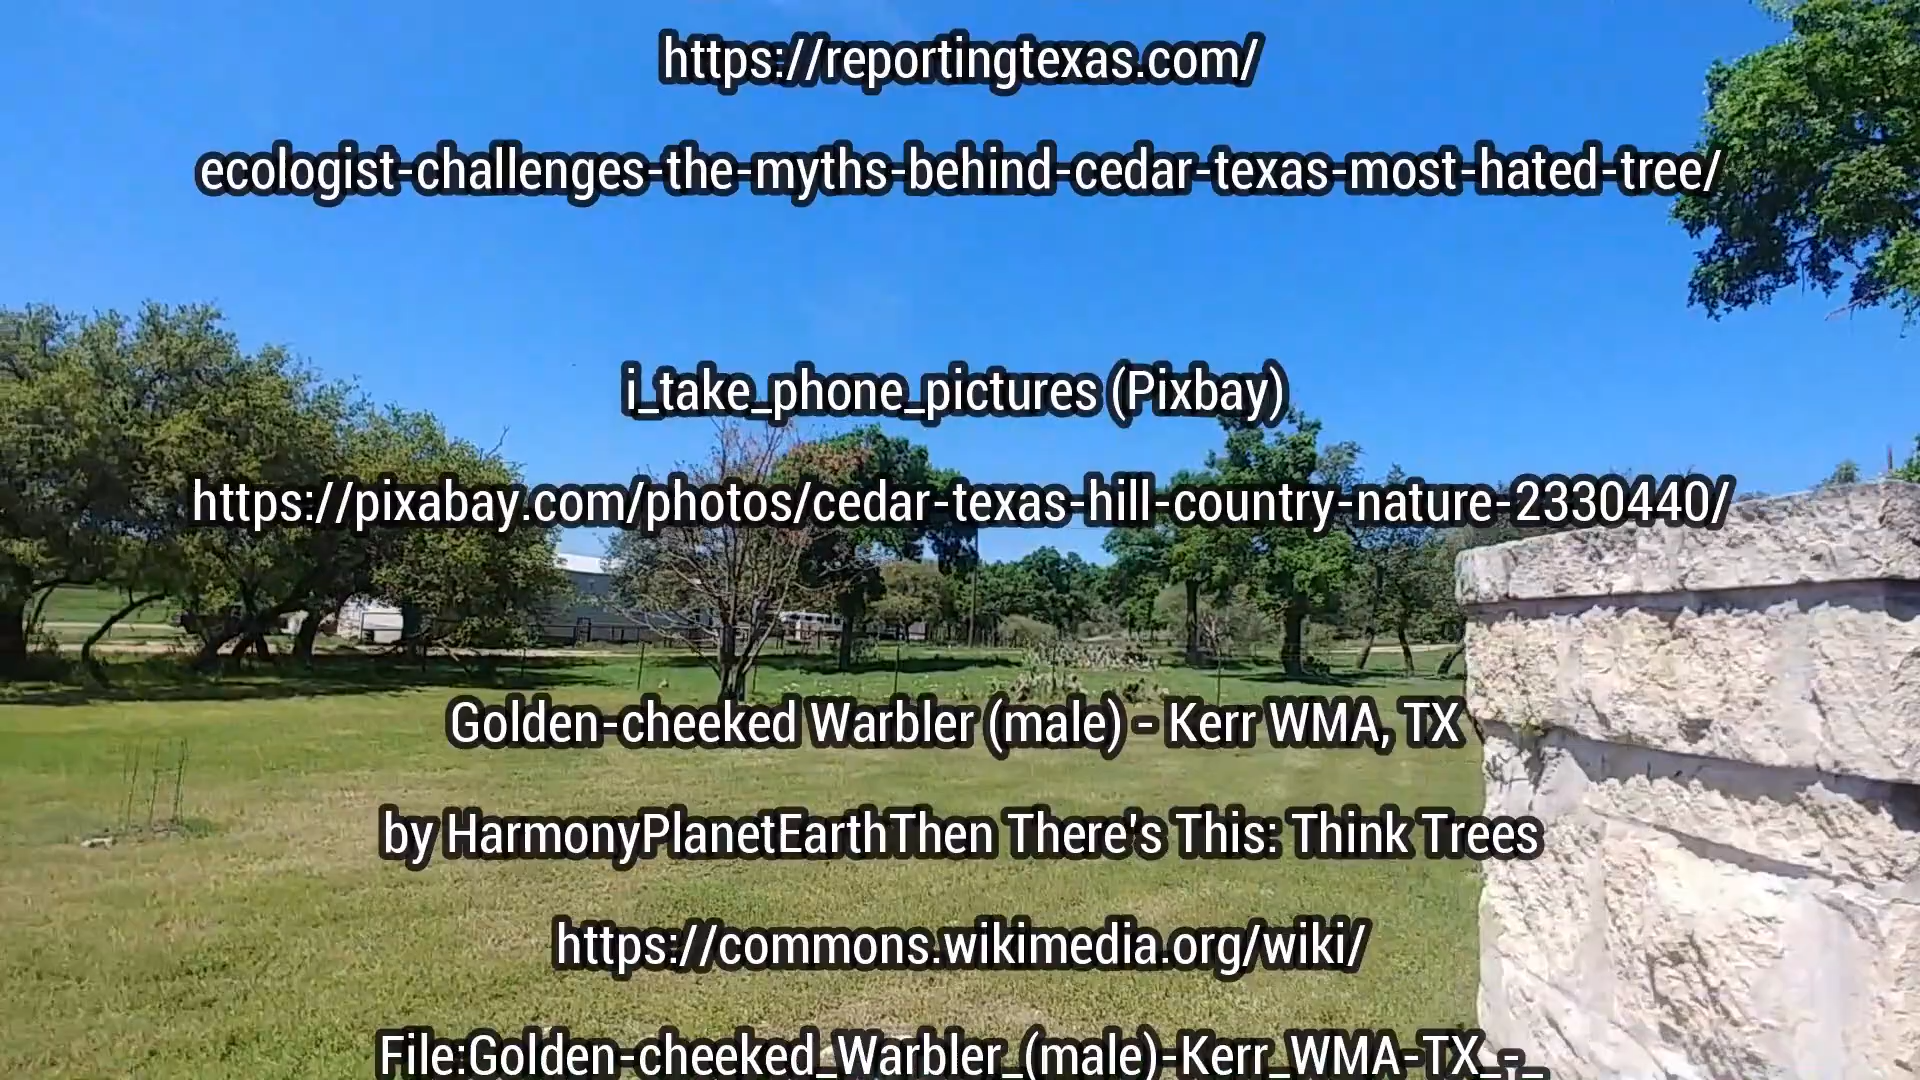 https://reportingtexas.com/
ecologist-challenges-the-myths-behind-cedar-texas-most-hated-tree/
i_take_phone_pictures (Pixbay)
https://pixabay.com/photos/cedar-texas-hill-country-nature-2330440/
Golden-cheeked Warbler (male) - Kerr WMA, TX
by HarmonyPlanetEarthThen There's This: Think Trees
https://commons.wikimedia.org/wiki/
File:Golden-cheeked_Warbler_(male)-Kerr_WMA-TX_-_